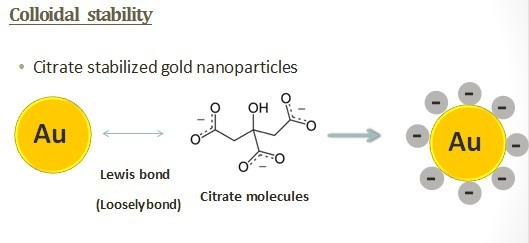 Colloidal stability
• Citrate stabilized gold nanoparticles
Au
Lewis bond
(Looselybond)
O
O
OH
O
O
O
O
−
−
−
Citrate molecules
Au
−
−
−
−
−
−
−
−